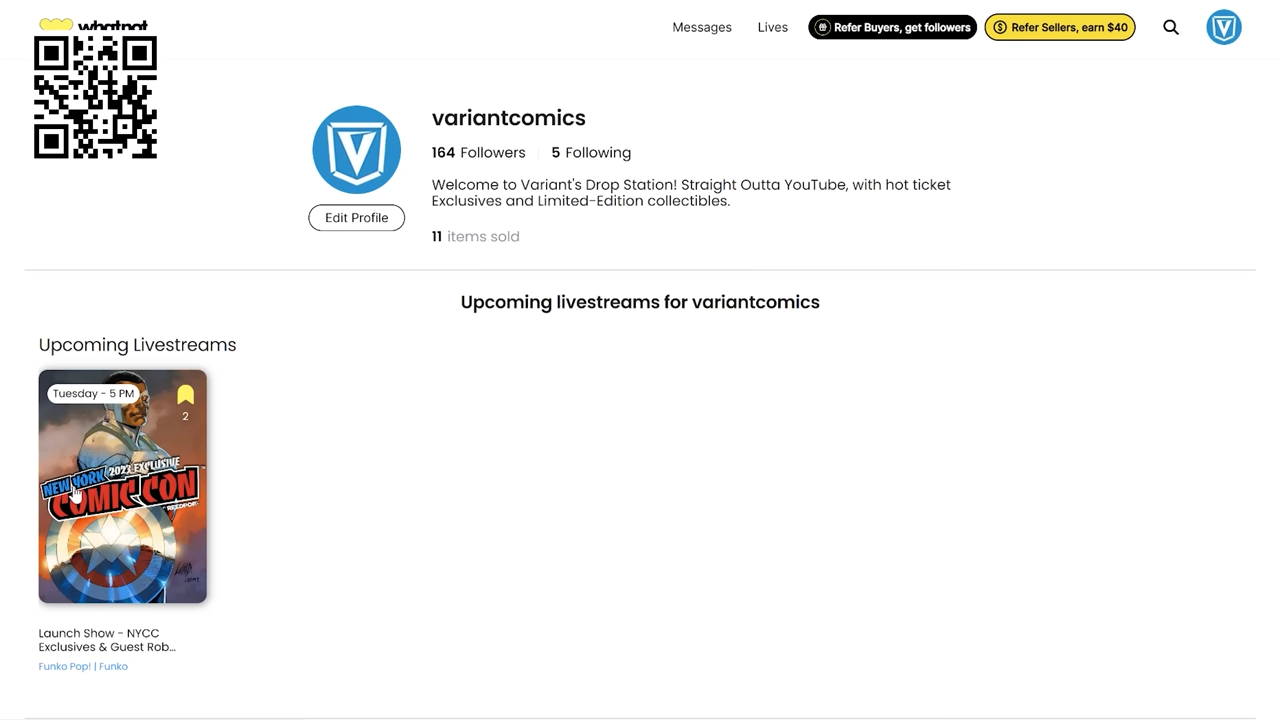 whatnot
Messages
Lives
Refer Buyers, get followers
Refer Sellers, earn $40
variantcomics
164 Followers
5 Following
Welcome to Variant's Drop Station! Straight Outta YouTube, with hot ticket
Exclusives and Limited-Edition collectibles.
Edit Profile
11 items sold
Upcoming livestreams for variantcomics
Upcoming Livestreams
Tuesday - 5 PM
2
2023 EXCLUSIVE
NEW YORK
COMIC CON
Launch Show - NYCC
Exclusives & Guest Rob...
Funko Pop! | Funko